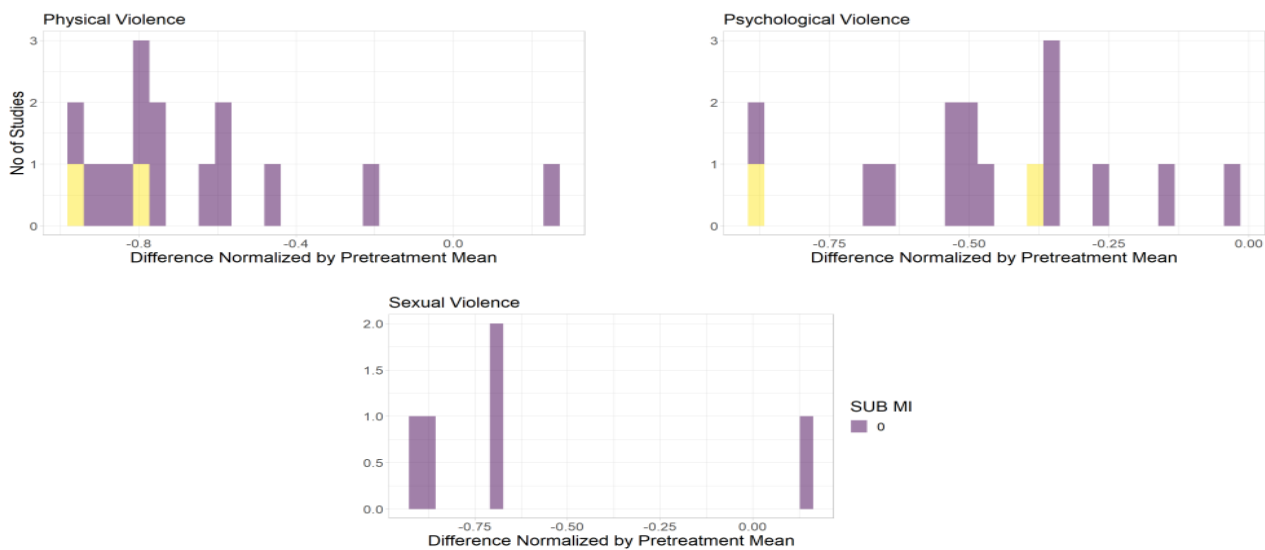 Physical Violence
3
2
1
0
No of Studies
-0.8 -0.4 0.0
Difference Normalized by Pretreatment Mean
Psychological Violence
3
2
1
0
-0.75 -0.50 -0.25 0.00
Difference Normalized by Pretreatment Mean
Sexual Violence
2.0
1.5
1.0
0.5
0.0
-0.75 -0.50 -0.25 0.00
Difference Normalized by Pretreatment Mean
SUB MI
0